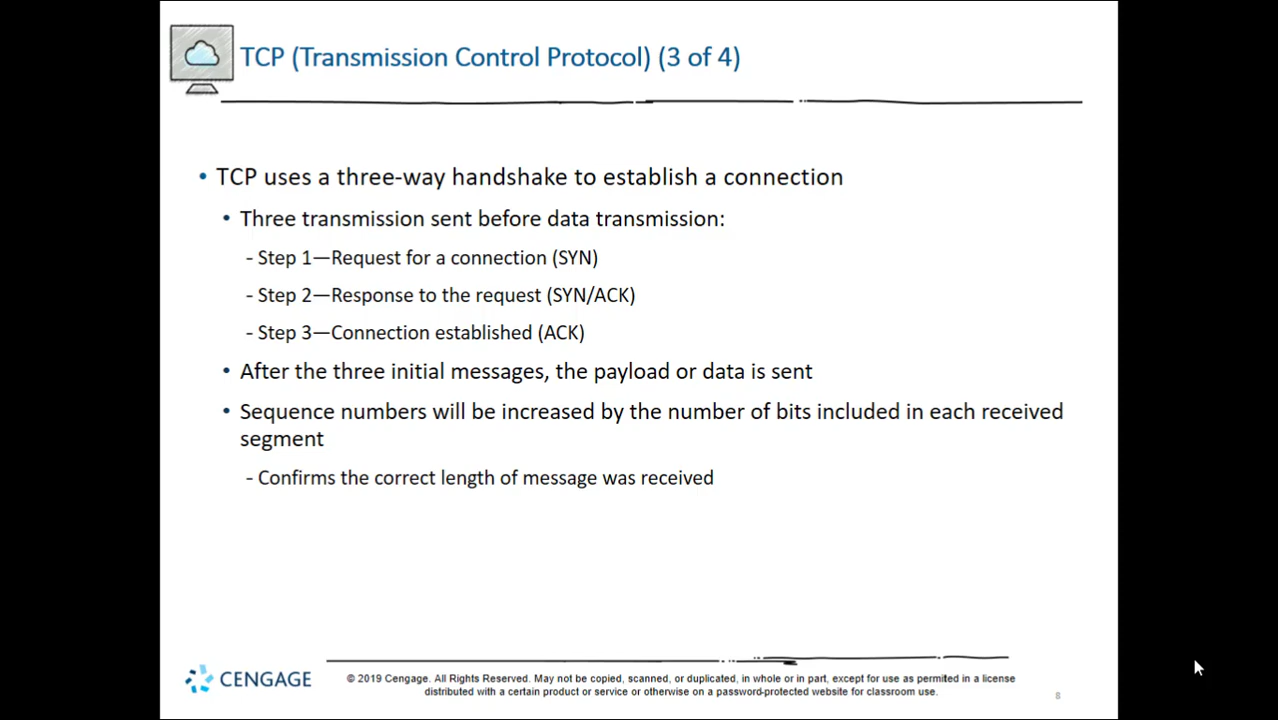 TCP (Transmission Control Protocol) (3 of 4)
• TCP uses a three-way handshake to establish a connection
• Three transmission sent before data transmission:
- Step 1—Request for a connection (SYN)
- Step 2—Response to the request (SYN/ACK)
- Step 3—Connection established (ACK)
• After the three initial messages, the payload or data is sent
• Sequence numbers will be increased by the number of bits included in each received
segment
- Confirms the correct length of message was received
CENGAGE
© 2019 Cengage. All Rights Reserved. May not be copied, scanned, or duplicated, in whole or in part, except for use as permitted in a license
distributed with a certain product or service or otherwise on a password-protected website for classroom use.
8